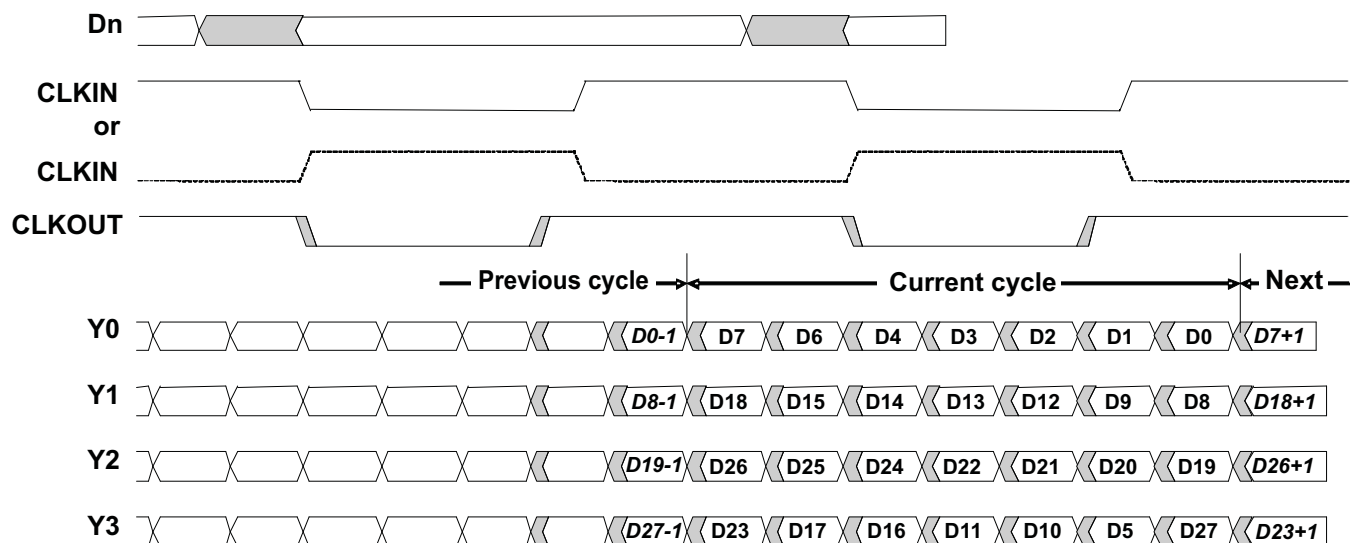 Dn
CLKIN
or
CLKIN
CLKOUT
Previous cycle Current cycle Next
Y0 D0-1 D7 D6 D4 D3 D2 D1 D0 D7+1
Y1 D8-1 D18 D15 D14 D13 D12 D9 D8 D18+1
Y2 D19-1 D26 D25 D24 D22 D21 D20 D19 D26+1
Y3 D27-1 D23 D17 D16 D11 D10 D5 D27 D23+1